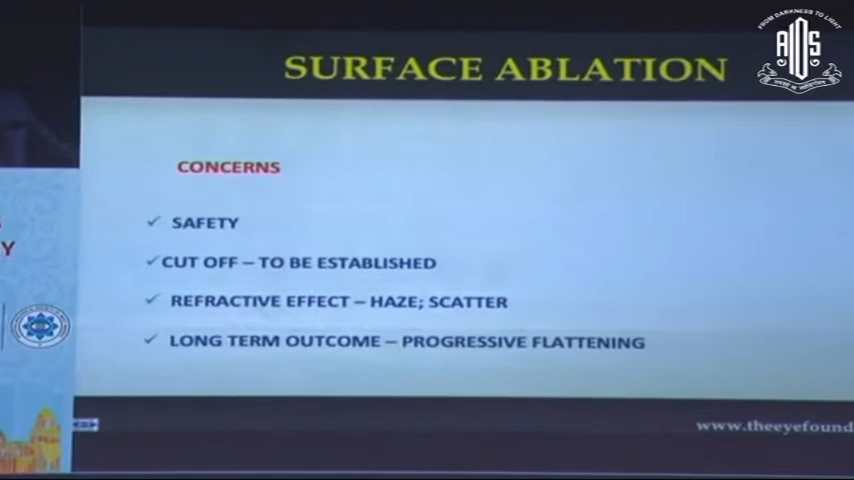 FROM DARKNESS TO LIGHT
AIOS
SURFACE ABLATION
CONCERNS
✓ SAFETY
✓ CUT OFF – TO BE ESTABLISHED
✓ REFRACTIVE EFFECT – HAZE; SCATTER
✓ LONG TERM OUTCOME – PROGRESSIVE FLATTENING
Y
www.theeyefound